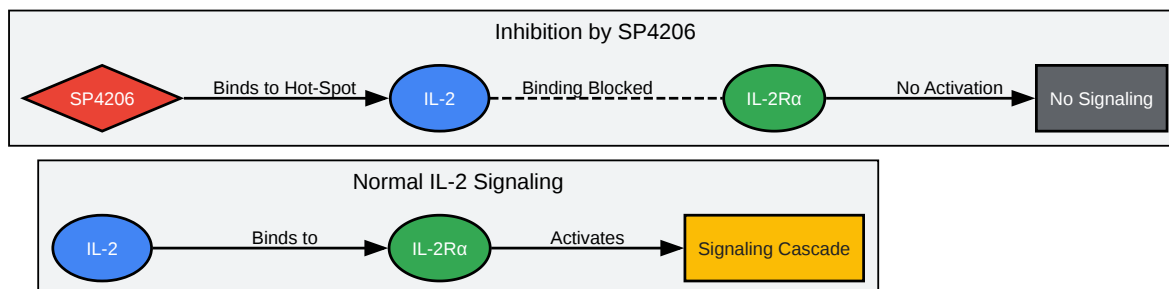 Inhibition by SP4206
SP4206
Binds to Hot-Spot
IL-2
Binding Blocked
IL-2Rα
No Activation
No Signaling
Normal IL-2 Signaling
IL-2
Binds to
IL-2Rα
Activates
Signaling Cascade